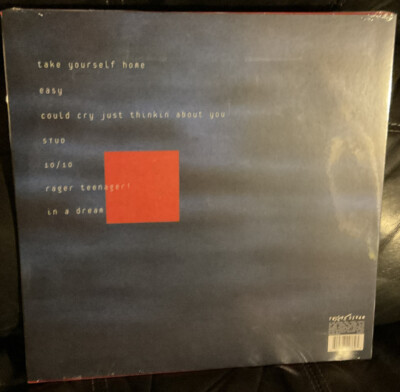 take yourself home
easy
could cry just thinkin about you
STUD
10/10
rager teenager!
in a dream